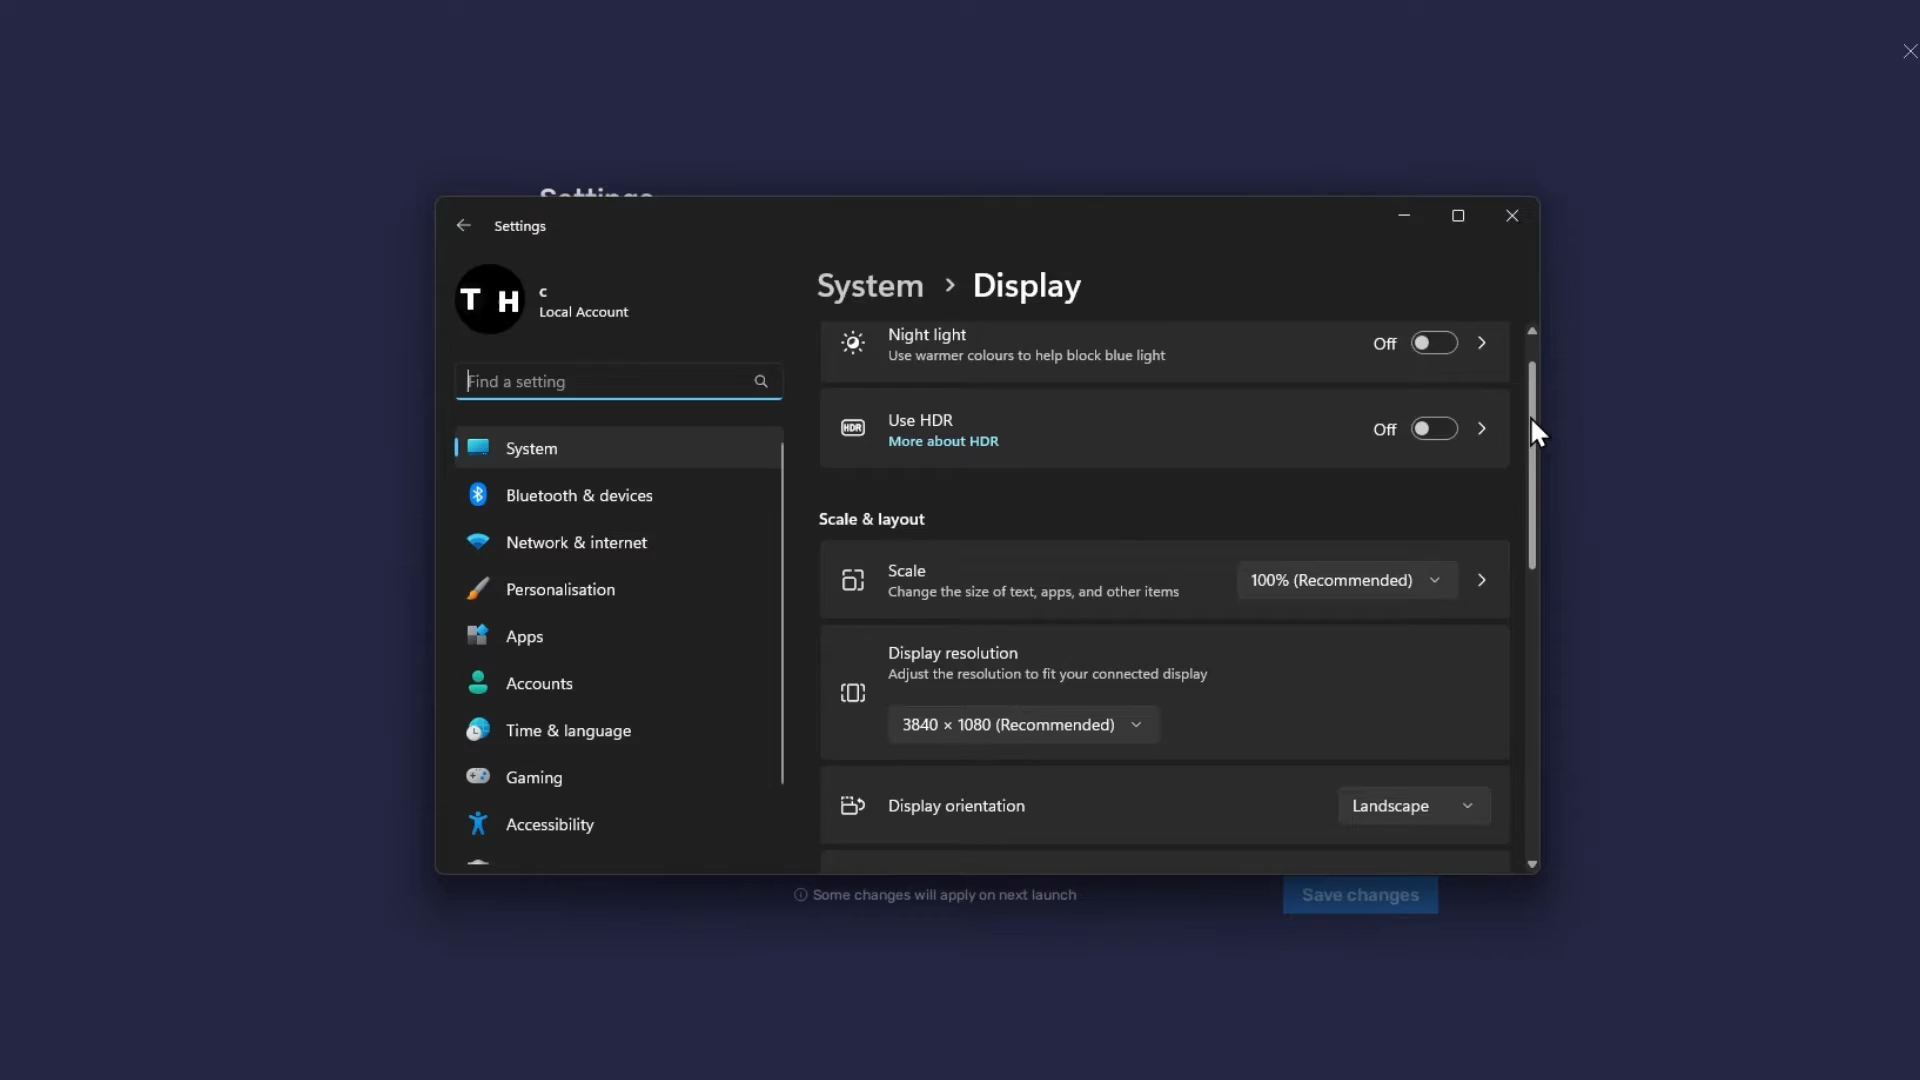 Settings
Settings
T H
c
Local Account
Find a setting
System
Bluetooth & devices
Network & internet
Personalisation
Apps
Accounts
Time & language
Gaming
Accessibility
System > Display
Night light
Use warmer colours to help block blue light
Off
HDR
Use HDR
More about HDR
Off
Scale & layout
Scale
Change the size of text, apps, and other items
100% (Recommended)
Display resolution
Adjust the resolution to fit your connected display
3840 × 1080 (Recommended)
Display orientation
Landscape
Some changes will apply on next launch
Save changes